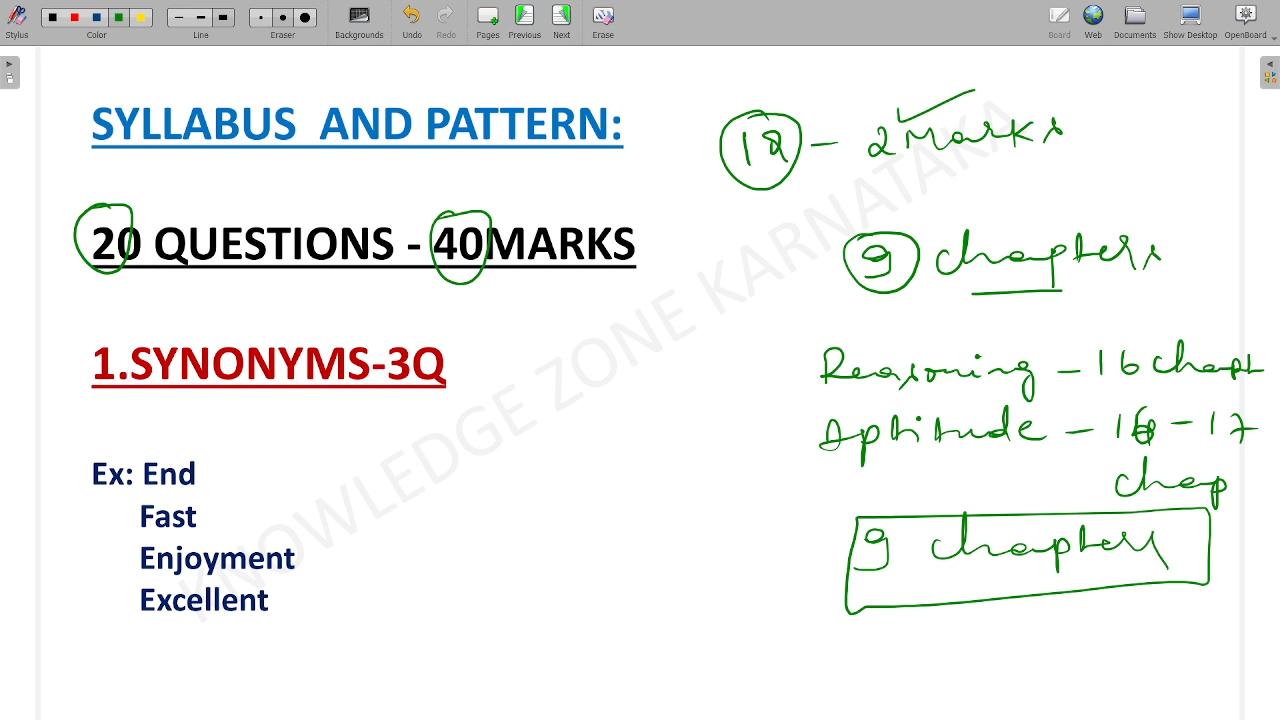 Stylus Color Line Eraser Backgrounds Undo Redo Pages Previous Next Erase Board Web Documents Show Desktop OpenBoard
SYLLABUS AND PATTERN:
20 QUESTIONS - 40MARKS
1.SYNONYMS-3Q
Ex: End
Fast
Enjoyment
Excellent
- 2 Marks
9 chapters
Reasoning - 16 chapt
Aptitude - - 17
chap
9 chapters
KNOWLEDGE ZONE KARNATAKA